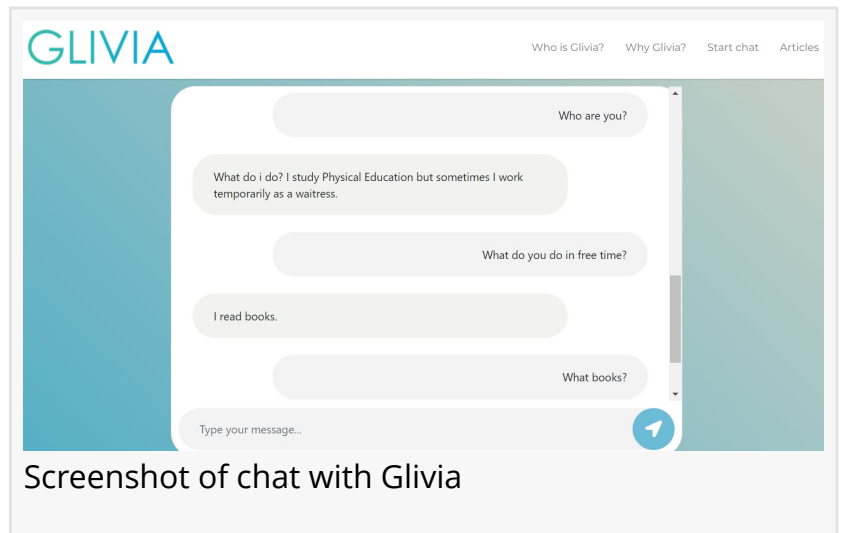 GLIVIA
Who is Glivia? Why Glivia? Start chat Articles
Who are you?
What do i do? I study Physical Education but sometimes I work
temporarily as a waitress.
What do you do in free time?
I read books.
What books?
Type your message...
Screenshot of chat with Glivia